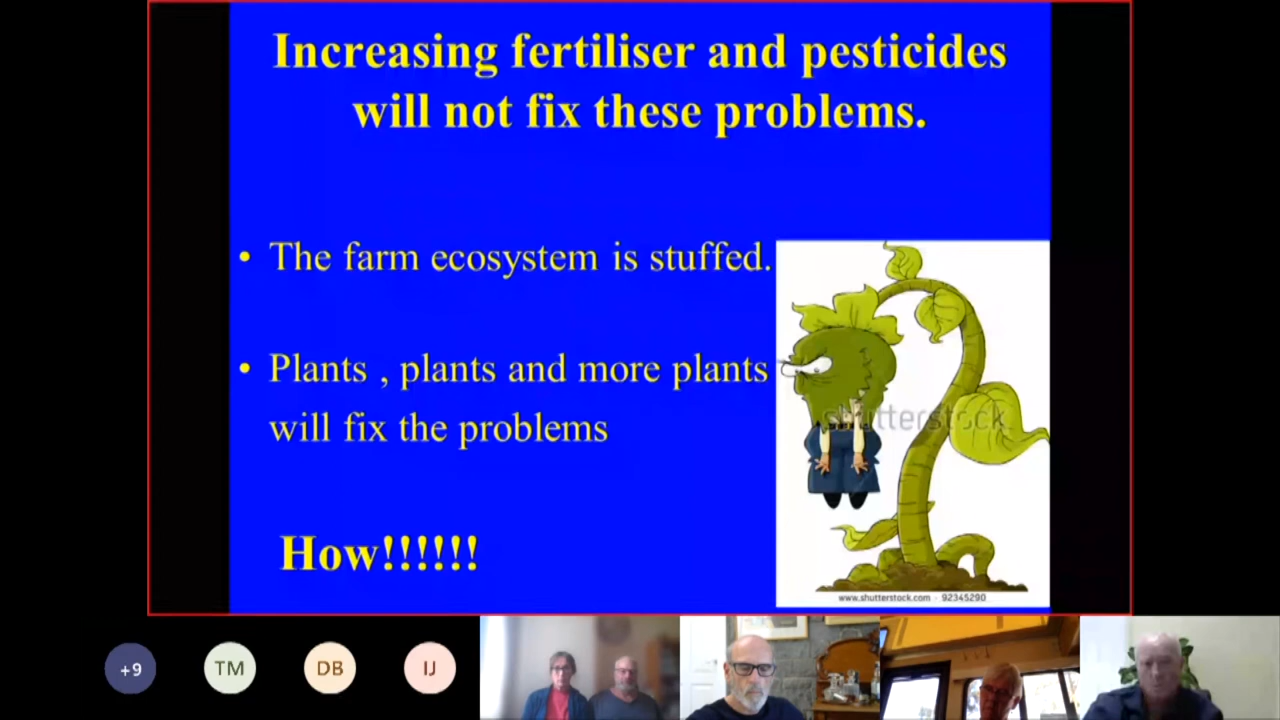 Increasing fertiliser and pesticides
will not fix these problems.
• The farm ecosystem is stuffed.
• Plants , plants and more plants
will fix the problems
How!!!!!!
shutterstock
www.shutterstock.com · 92345290
+9
TM
DB
IJ